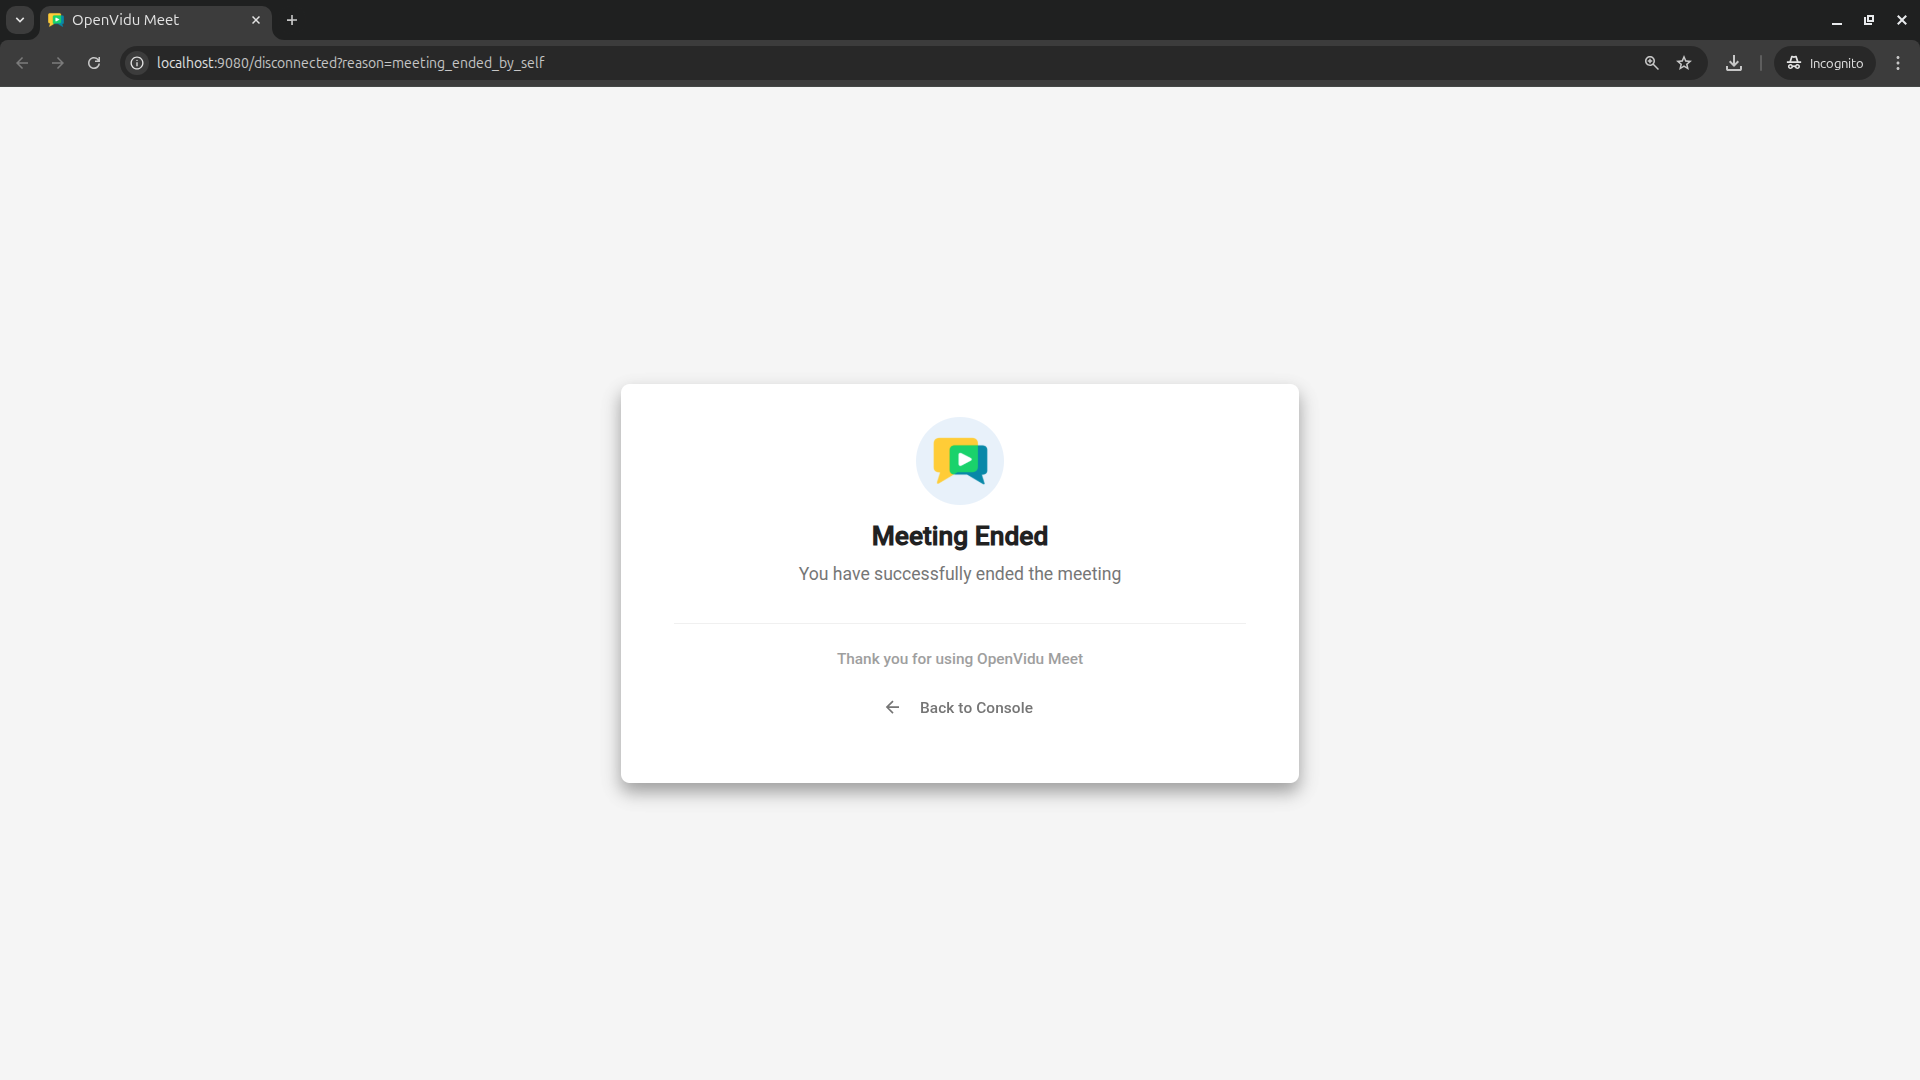 OpenVidu Meet
localhost:9080/disconnected?reason=meeting_ended_by_self
Incognito
Meeting Ended
You have successfully ended the meeting
Thank you for using OpenVidu Meet
Back to Console